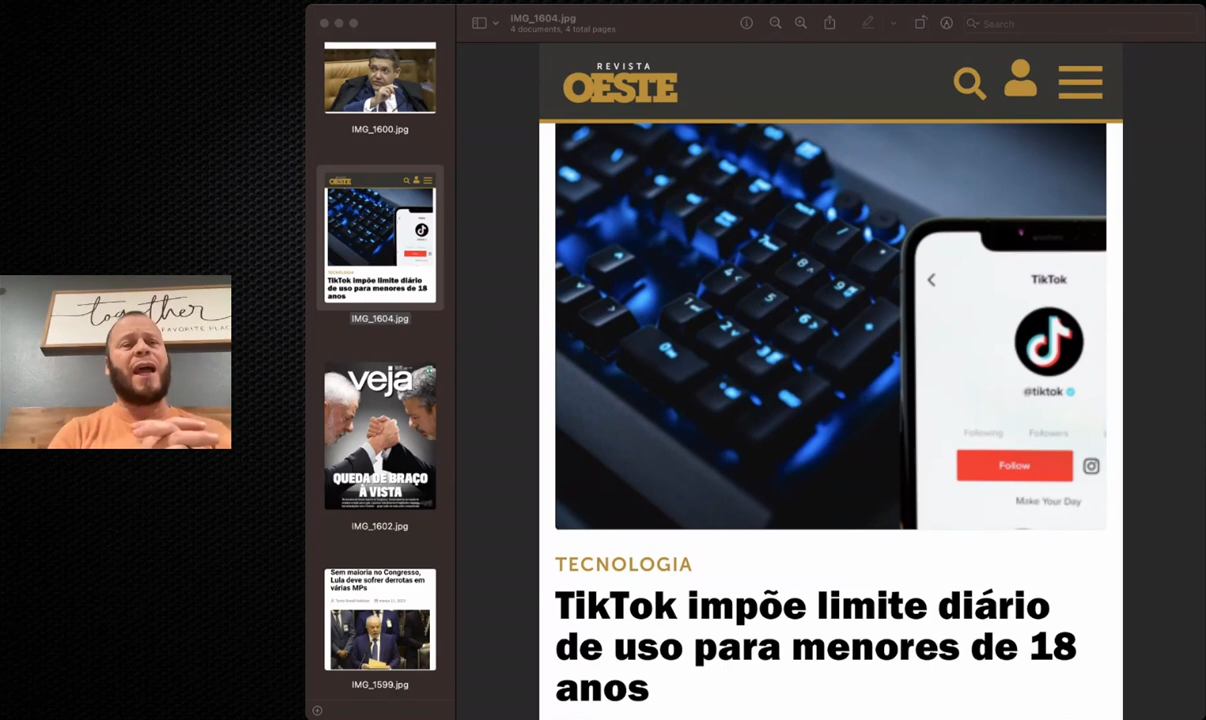 IMG_1604.jpg
4 documents, 4 total pages
Search
IMG_1600.jpg
OESTE
TECNOLOGIA
TikTok impõe limite diário
de uso para menores de 18
anos
IMG_1604.jpg
veja
QUEDA DE BRAÇO
À VISTA
IMG_1602.jpg
Sem maioria no Congresso,
Lula deve sofrer derrotas em
várias MPs
IMG_1599.jpg
together
FAVORITE PLAC
REVISTA
OESTE
TikTok
@tiktok
Following Followers
Follow
Make Your Day
TECNOLOGIA
TikTok impõe limite diário
de uso para menores de 18
anos